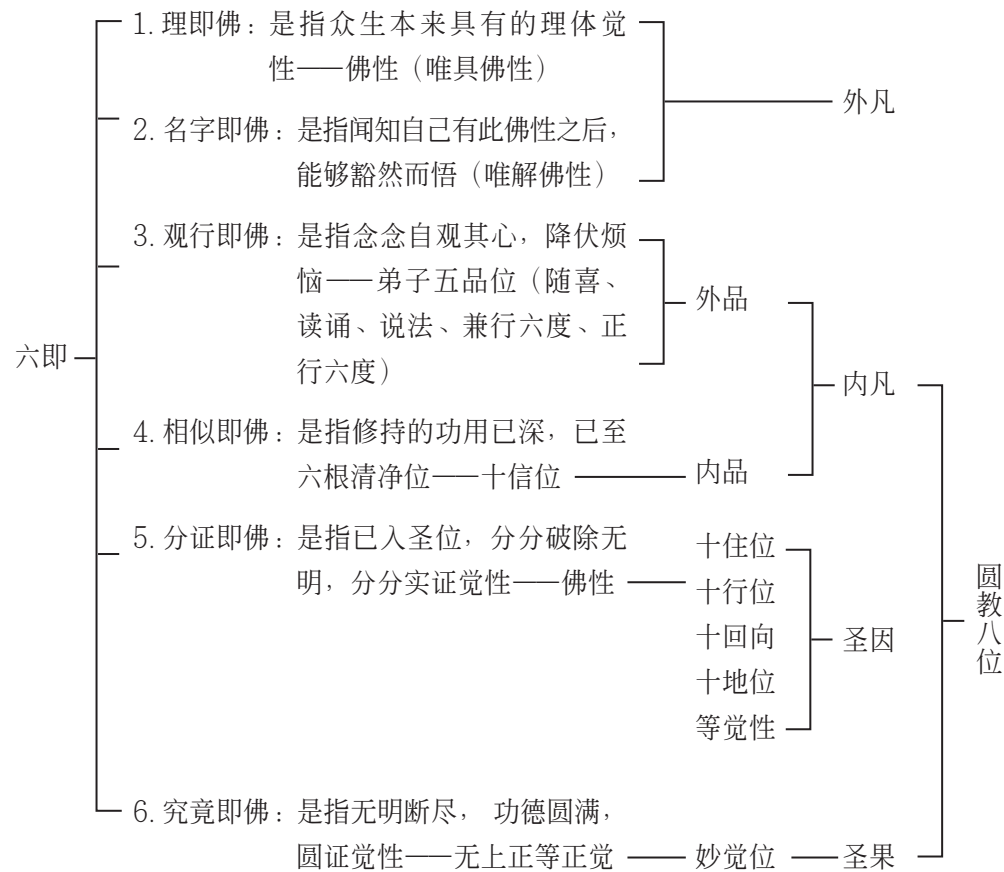 六即
1. 理即佛：是指众生本来具有的理体觉
性——佛性（唯具佛性）
2. 名字即佛：是指闻知自己有此佛性之后，
能够豁然而悟（唯解佛性）
外凡
3. 观行即佛：是指念念自观其心，降伏烦
恼——弟子五品位（随喜、
读诵、说法、兼行六度、正
行六度）
外品
4. 相似即佛：是指修持的功用已深，已至
六根清净位——十信位
内品
内凡
5. 分证即佛：是指已入圣位，分分破除无
明，分分实证觉性——佛性
十住位
十行位
十回向
十地位
等觉性
圣因
6. 究竟即佛：是指无明断尽， 功德圆满，
圆证觉性——无上正等正觉
妙觉位
圣果
圆教八位